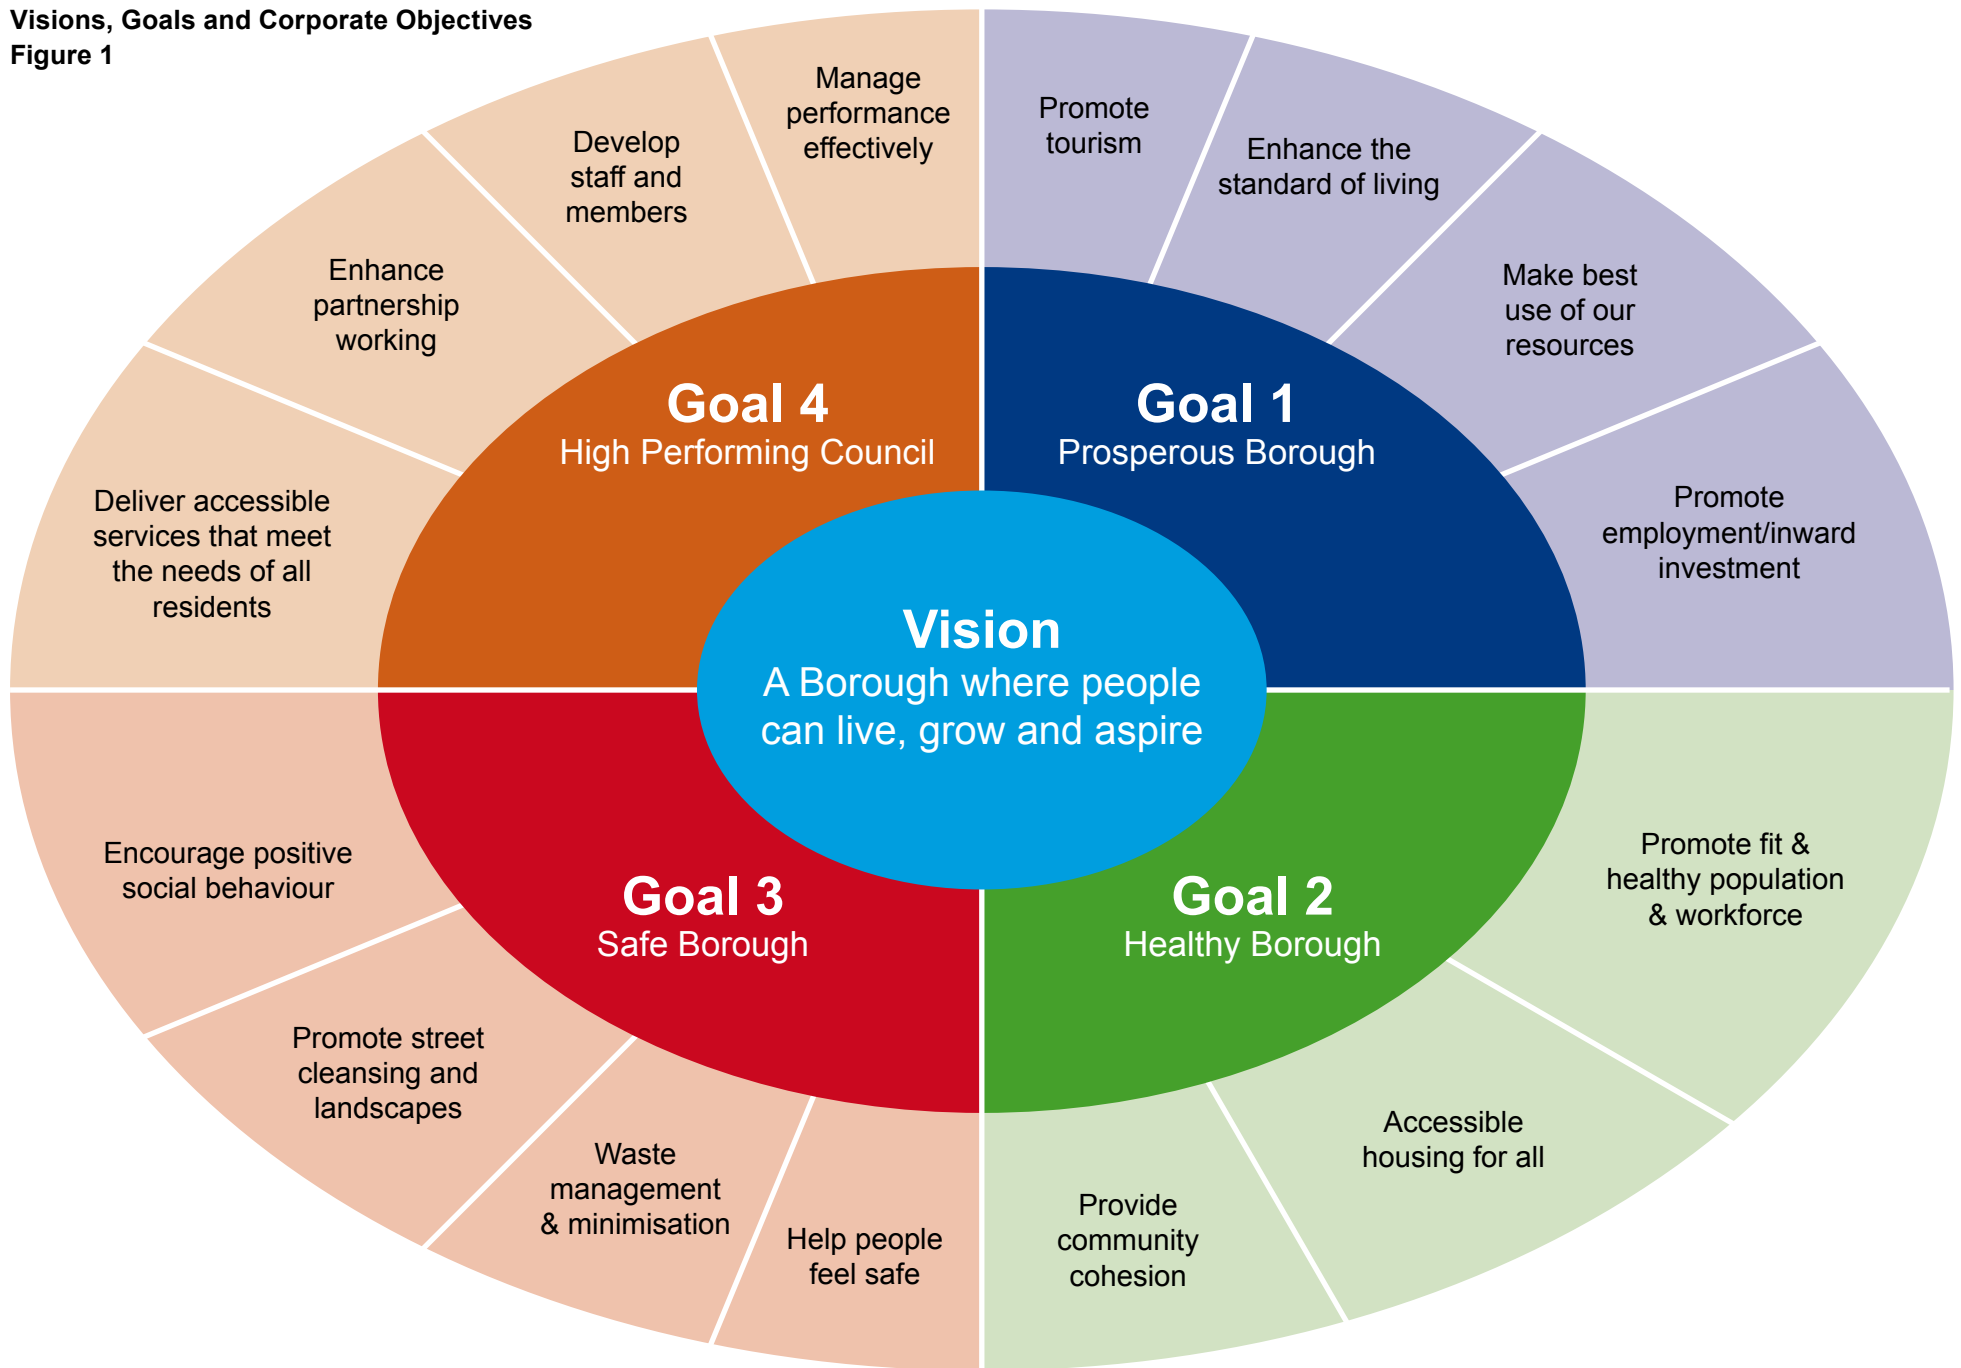 Visions, Goals and Corporate Objectives
Figure 1
Manage
performance
effectively
Promote
tourism
Develop
staff and
members
Enhance the
standard of living
Enhance
partnership
working
Make best
use of our
resources
Goal 4
High Performing Council
Goal 1
Prosperous Borough
Deliver accessible
services that meet
the needs of all
residents
Promote
employment/inward
investment
Vision
A Borough where people
can live, grow and aspire
Encourage positive
social behaviour
Goal 3
Safe Borough
Goal 2
Healthy Borough
Promote fit &
healthy population
& workforce
Promote street
cleansing and
landscapes
Waste
management
& minimisation
Help people
feel safe
Provide
community
cohesion
Accessible
housing for all